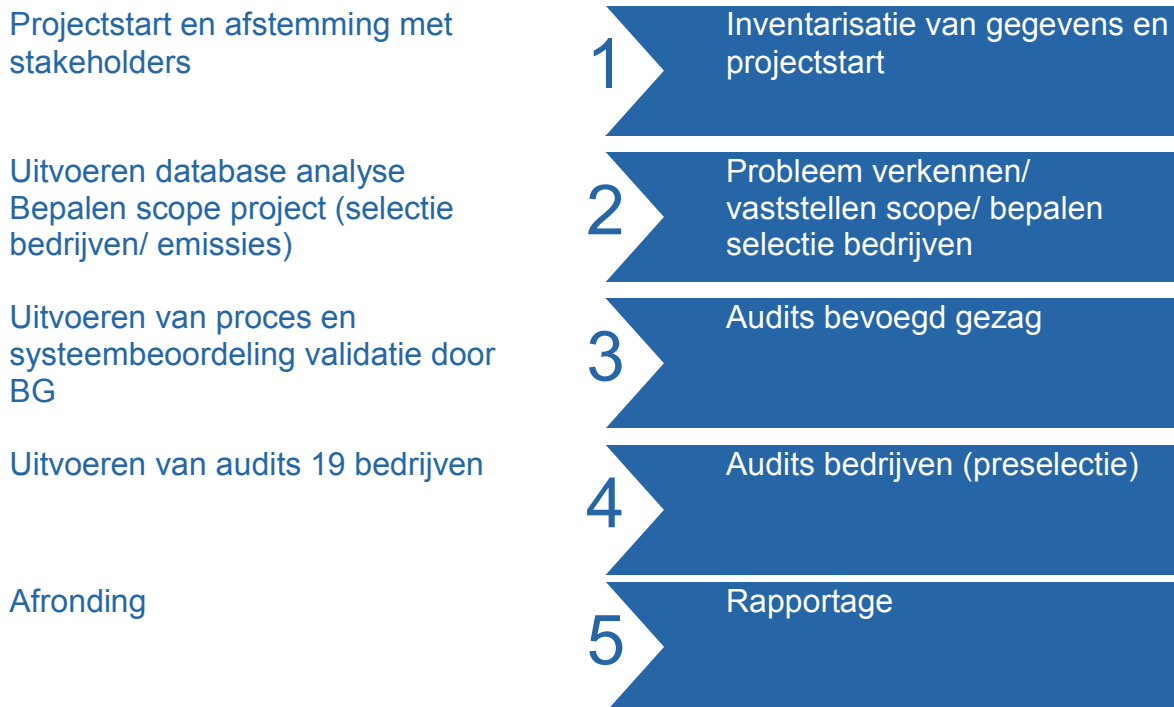 Projectstart en afstemming met
stakeholders
1
Inventarisatie van gegevens en
projectstart
Uitvoeren database analyse
Bepalen scope project (selectie
bedrijven/ emissies)
2
Probleem verkennen/
vaststellen scope/ bepalen
selectie bedrijven
Uitvoeren van proces en
systeembeoordeling validatie door
BG
3
Audits bevoegd gezag
Uitvoeren van audits 19 bedrijven
4
Audits bedrijven (preselectie)
Afronding
5
Rapportage